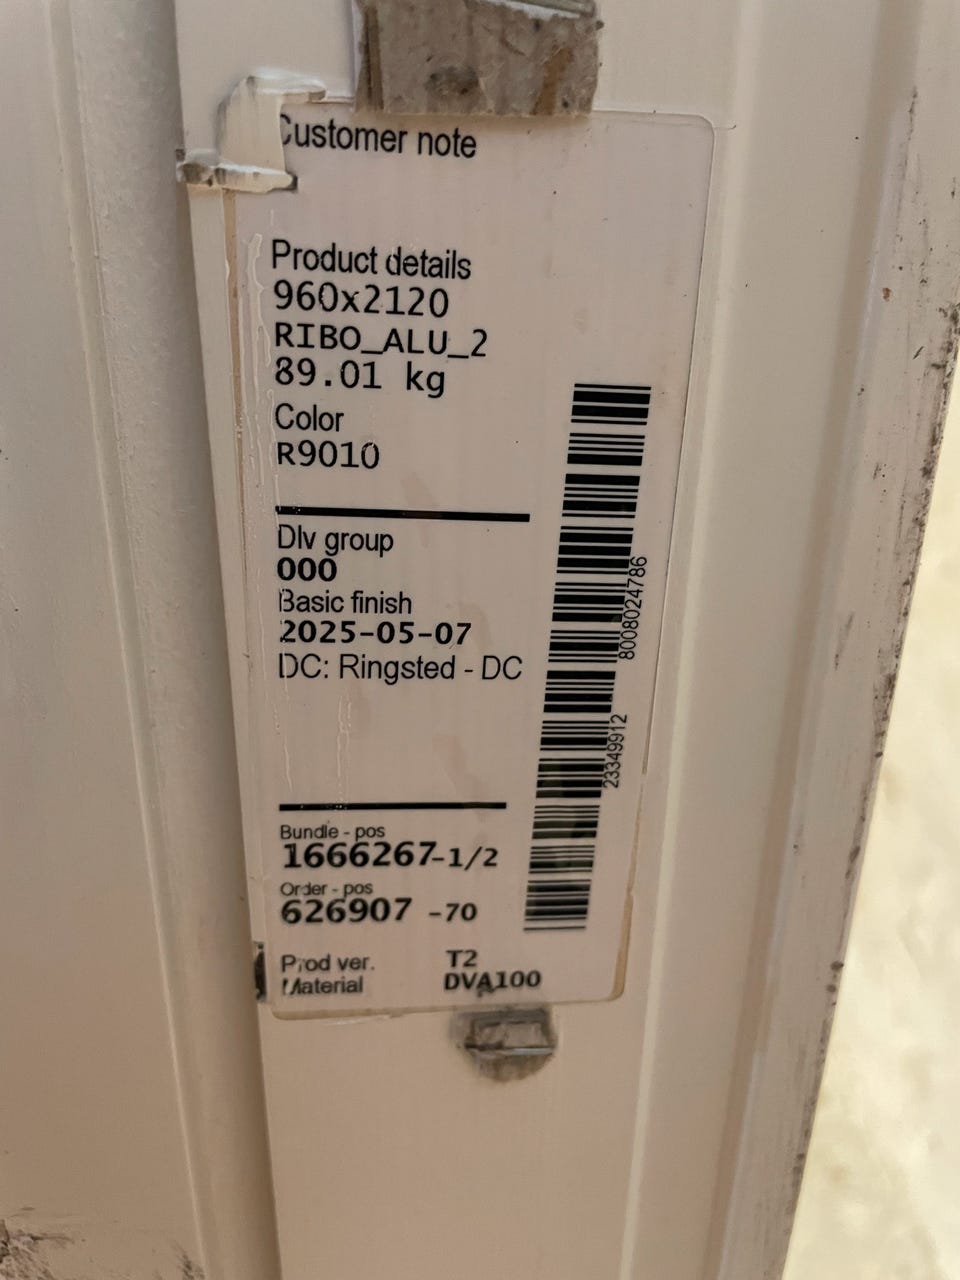 Customer note
Product details
960x2120
RIBO_ALU_2
89.01 kg
Color
R9010
Dlv group
000
Basic finish
2025-05-07
DC: Ringsted - DC
8008024786
23349912
Bundle - pos
1666267-1/2
Order - pos
626907 -70
Prod ver. T2
Material DVA100